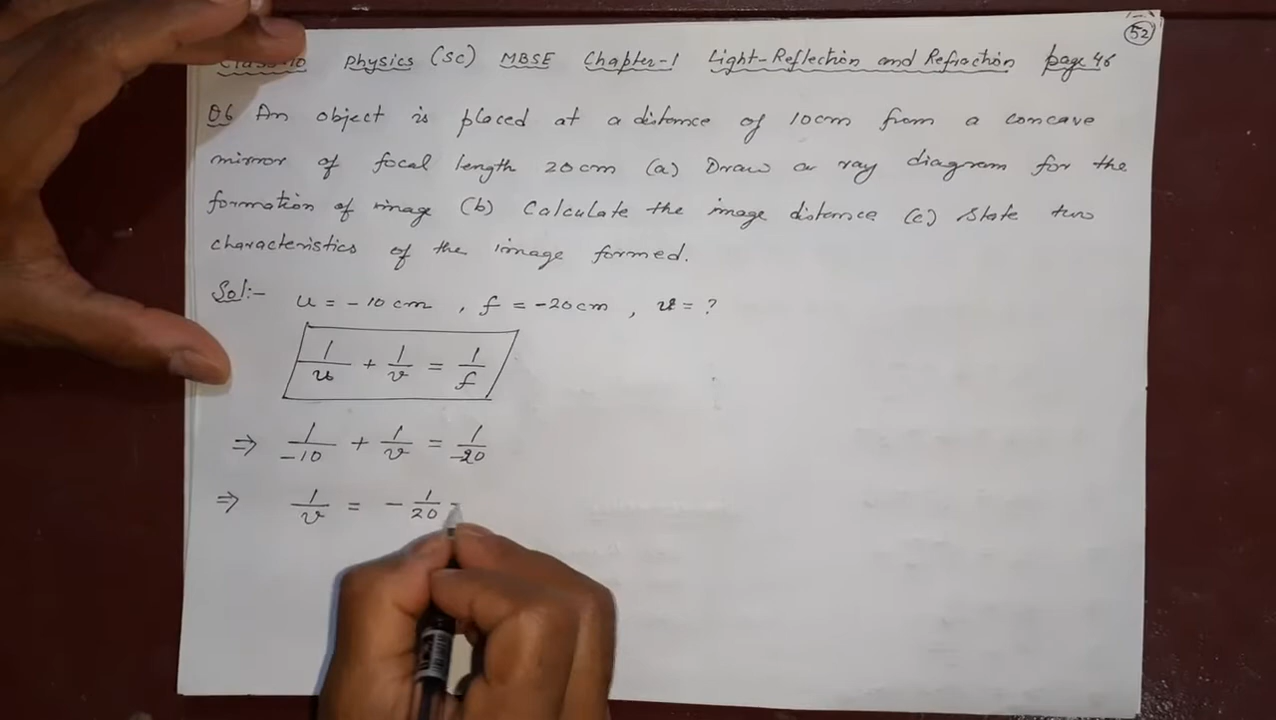 52
Class-10 Physics (SC) MBSE Chapter-1 Light-Reflection and Refraction page 46
Q6 An object is placed at a distance of 10cm from a concave
mirror of focal length 20cm (a) Draw a ray diagram for the
formation of image (b) Calculate the image distance (c) State two
characteristics of the image formed.
Sol:- u = -10cm , f = -20cm , v = ?
1/u + 1/v = 1/f
⇒ 1/-10 + 1/v = 1/-20
⇒ 1/v = - 1/20